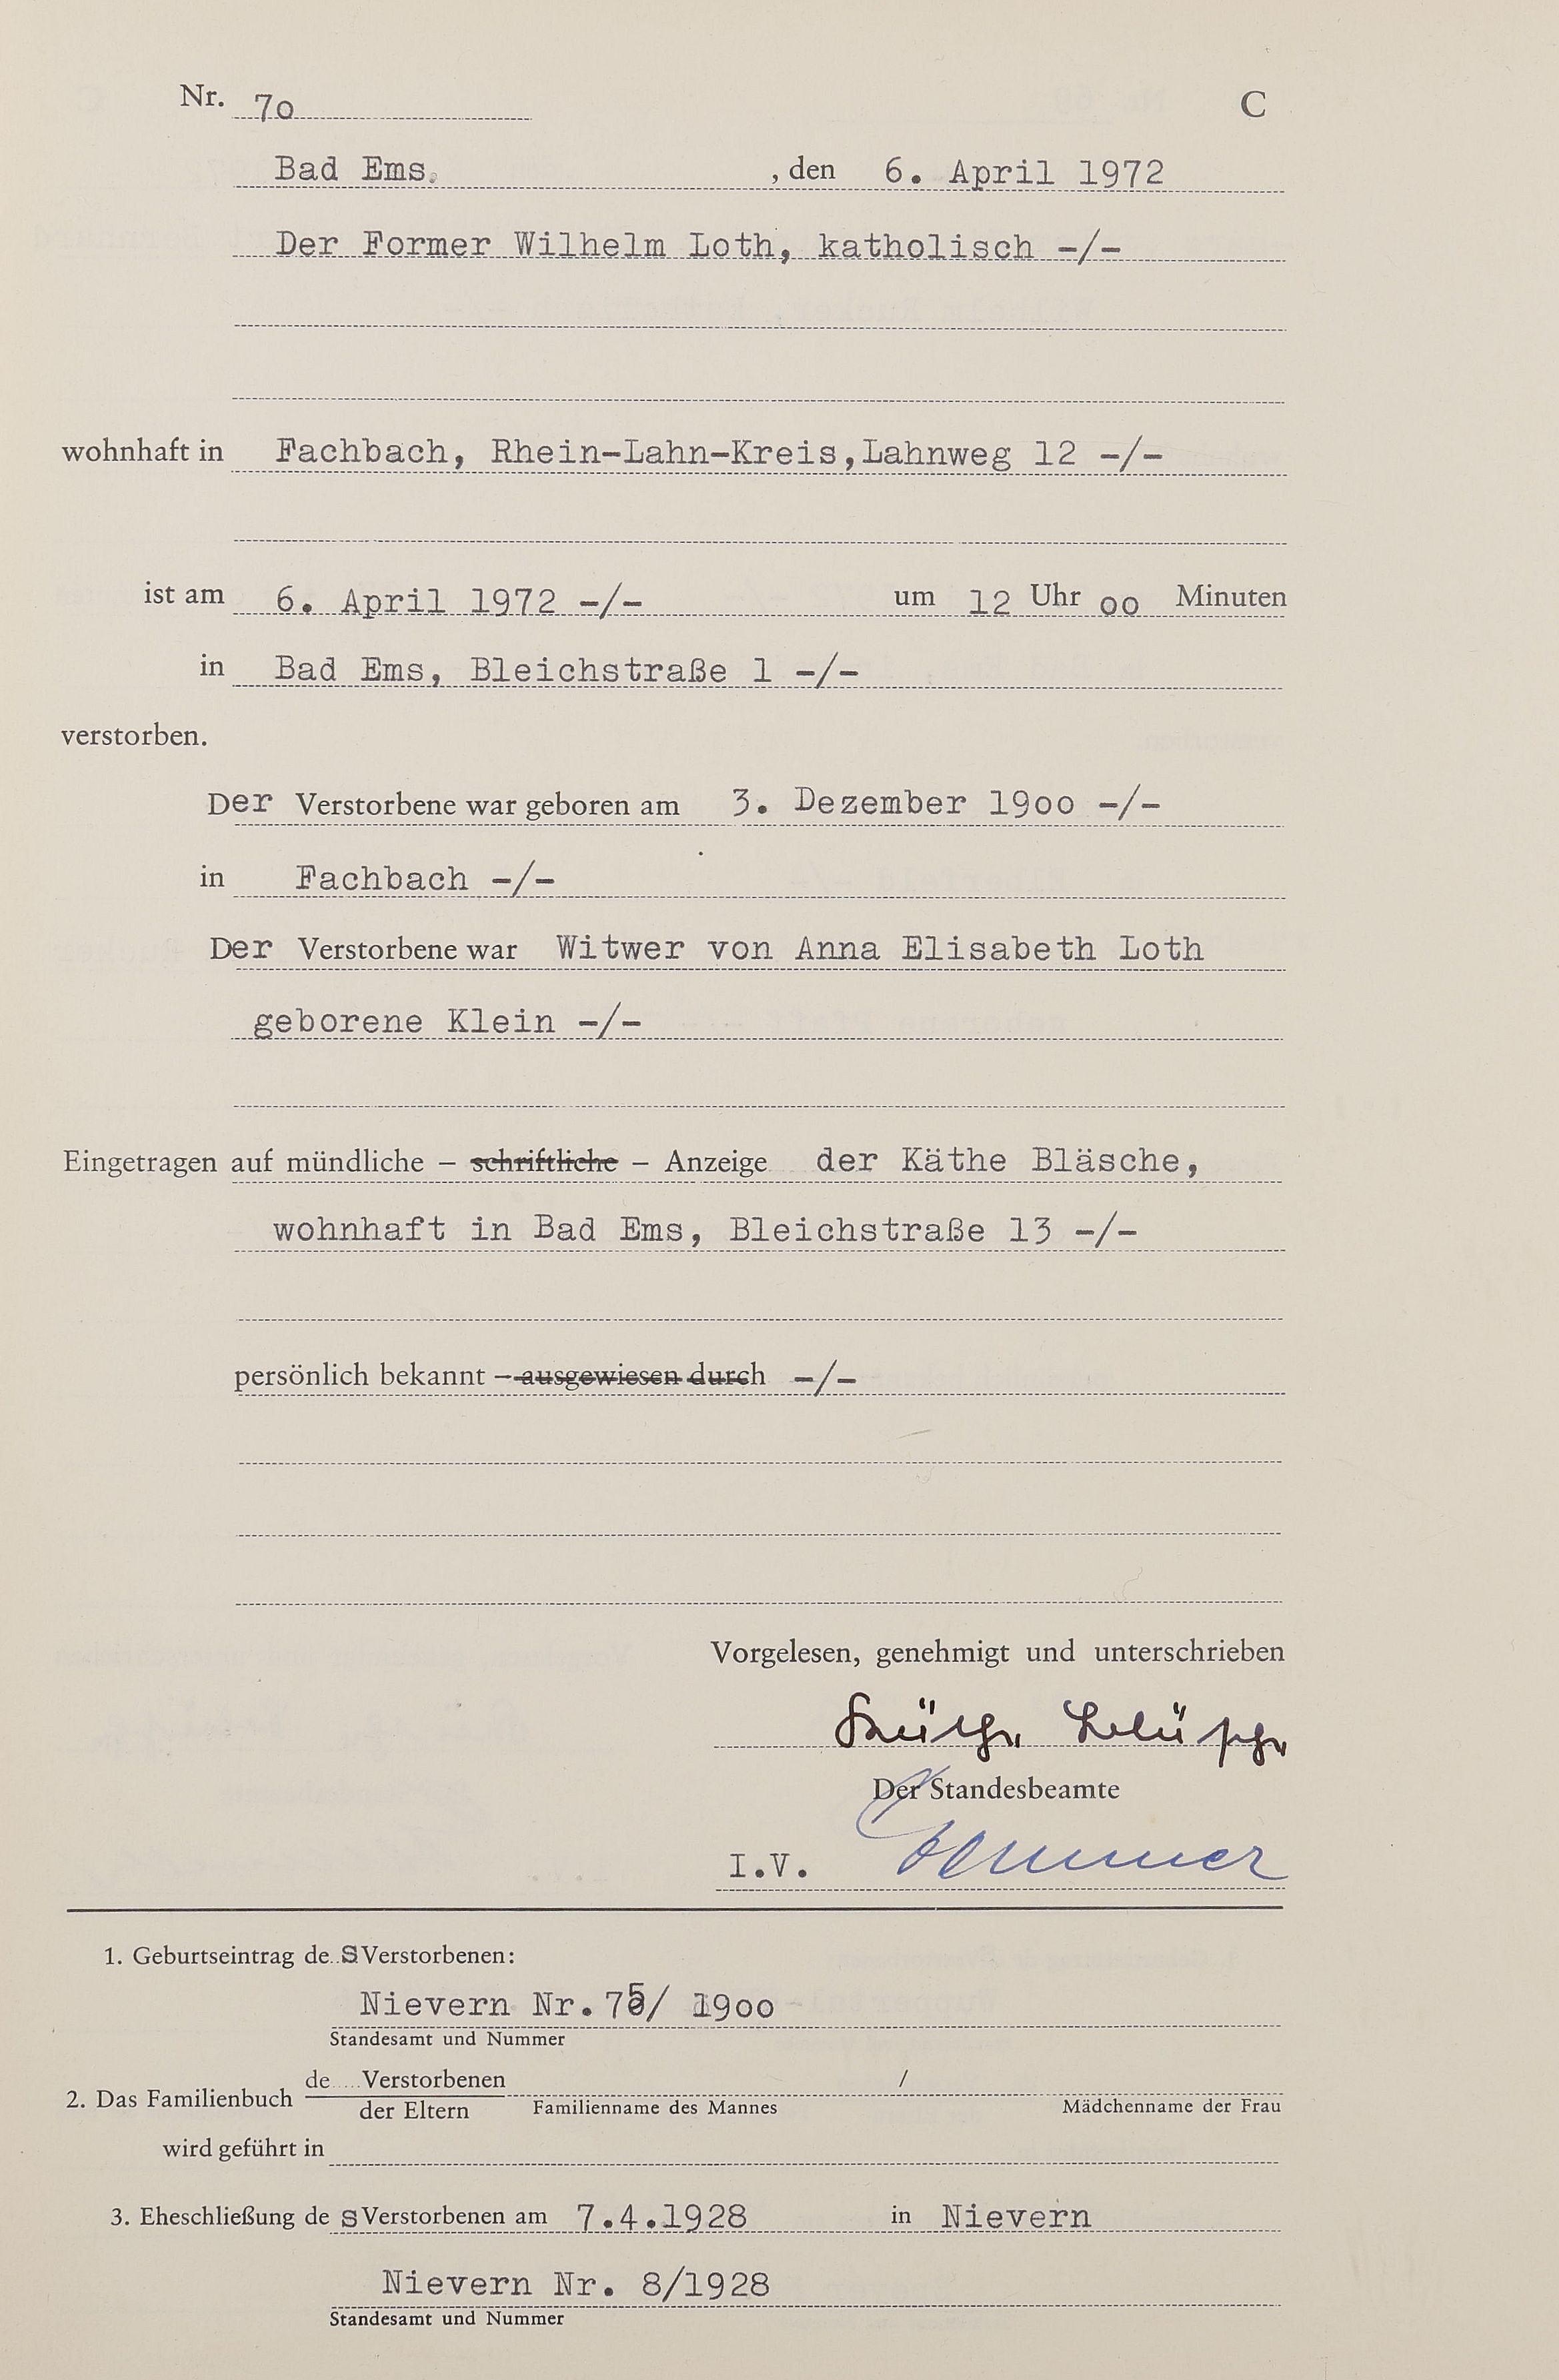 Nr. 7o C
Bad Ems. , den 6. April 1972
Der Former Wilhelm Loth, katholisch -/-
wohnhaft in Fachbach, Rhein-Lahn-Kreis,Lahnweg 12 -/-
ist am 6. April 1972 -/- um 12 Uhr oo Minuten
in Bad Ems, Bleichstraße 1 -/-
verstorben.
Der Verstorbene war geboren am 3. Dezember 19oo -/-
in Fachbach -/-
Der Verstorbene war Witwer von Anna Elisabeth Loth
geborene Klein -/-
Eingetragen auf mündliche – schriftliche – Anzeige der Käthe Bläsche,
wohnhaft in Bad Ems, Bleichstraße 13 -/-
persönlich bekannt – ausgewiesen durch -/-
Vorgelesen, genehmigt und unterschrieben
Käthe Bläsche
Der Standesbeamte
I.V.
1. Geburtseintrag des Verstorbenen:
Nievern Nr. 75/ 19oo
Standesamt und Nummer
de Verstorbenen /
2. Das Familienbuch der Eltern Familienname des Mannes Mädchenname der Frau
wird geführt in
3. Eheschließung des Verstorbenen am 7.4.1928 in Nievern
Nievern Nr. 8/1928
Standesamt und Nummer